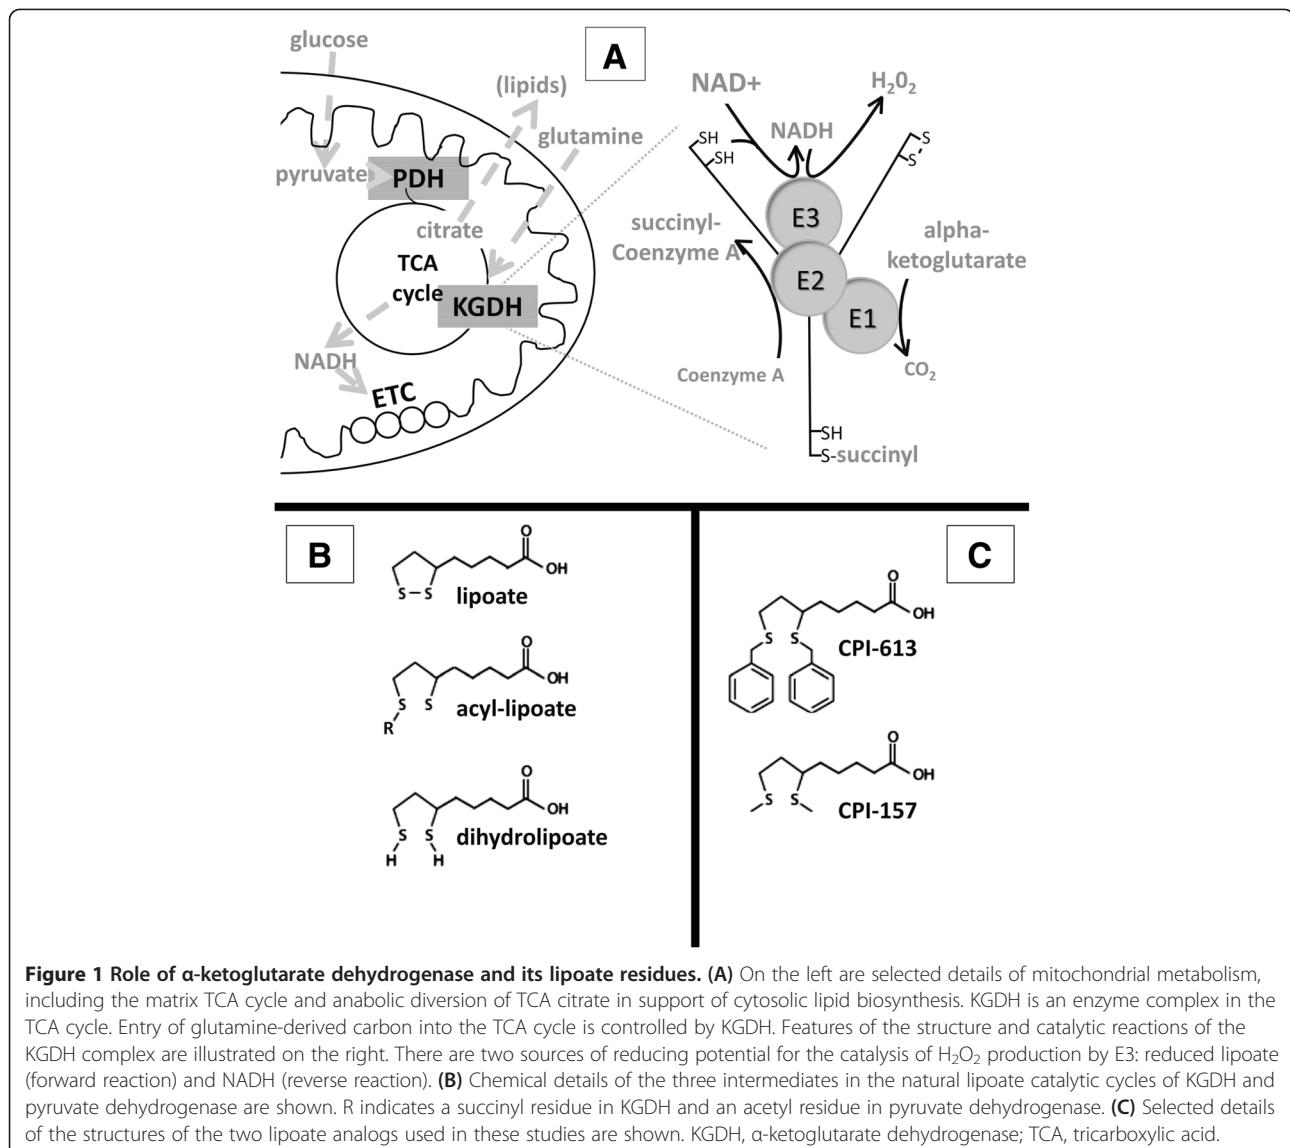 glucose
A
(lipids)
glutamine
pyruvate
PDH
citrate
TCA
cycle
KGDH
NADH
ETC
NAD+
H₂0₂
NADH
SH
SH
S
S
E3
succinyl-
Coenzyme A
alpha-
ketoglutarate
E2
E1
Coenzyme A
CO₂
SH
S-succinyl
B
O
OH
S-S
lipoate
O
OH
S S
R
acyl-lipoate
O
OH
S S
H H
dihydrolipoate
C
O
OH
S S
CPI-613
O
OH
S S
CPI-157
Figure 1 Role of α-ketoglutarate dehydrogenase and its lipoate residues. (A) On the left are selected details of mitochondrial metabolism,
including the matrix TCA cycle and anabolic diversion of TCA citrate in support of cytosolic lipid biosynthesis. KGDH is an enzyme complex in the
TCA cycle. Entry of glutamine-derived carbon into the TCA cycle is controlled by KGDH. Features of the structure and catalytic reactions of the
KGDH complex are illustrated on the right. There are two sources of reducing potential for the catalysis of H₂O₂ production by E3: reduced lipoate
(forward reaction) and NADH (reverse reaction). (B) Chemical details of the three intermediates in the natural lipoate catalytic cycles of KGDH and
pyruvate dehydrogenase are shown. R indicates a succinyl residue in KGDH and an acetyl residue in pyruvate dehydrogenase. (C) Selected details
of the structures of the two lipoate analogs used in these studies are shown. KGDH, α-ketoglutarate dehydrogenase; TCA, tricarboxylic acid.